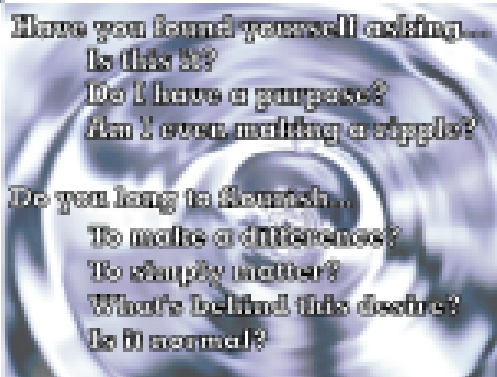 Have you found yourself asking....
Is this it?
Do I have a purpose?
Am I even making a ripple?
Do you long to flourish...
To make a difference?
To simply matter?
What's behind this desire?
Is it normal?